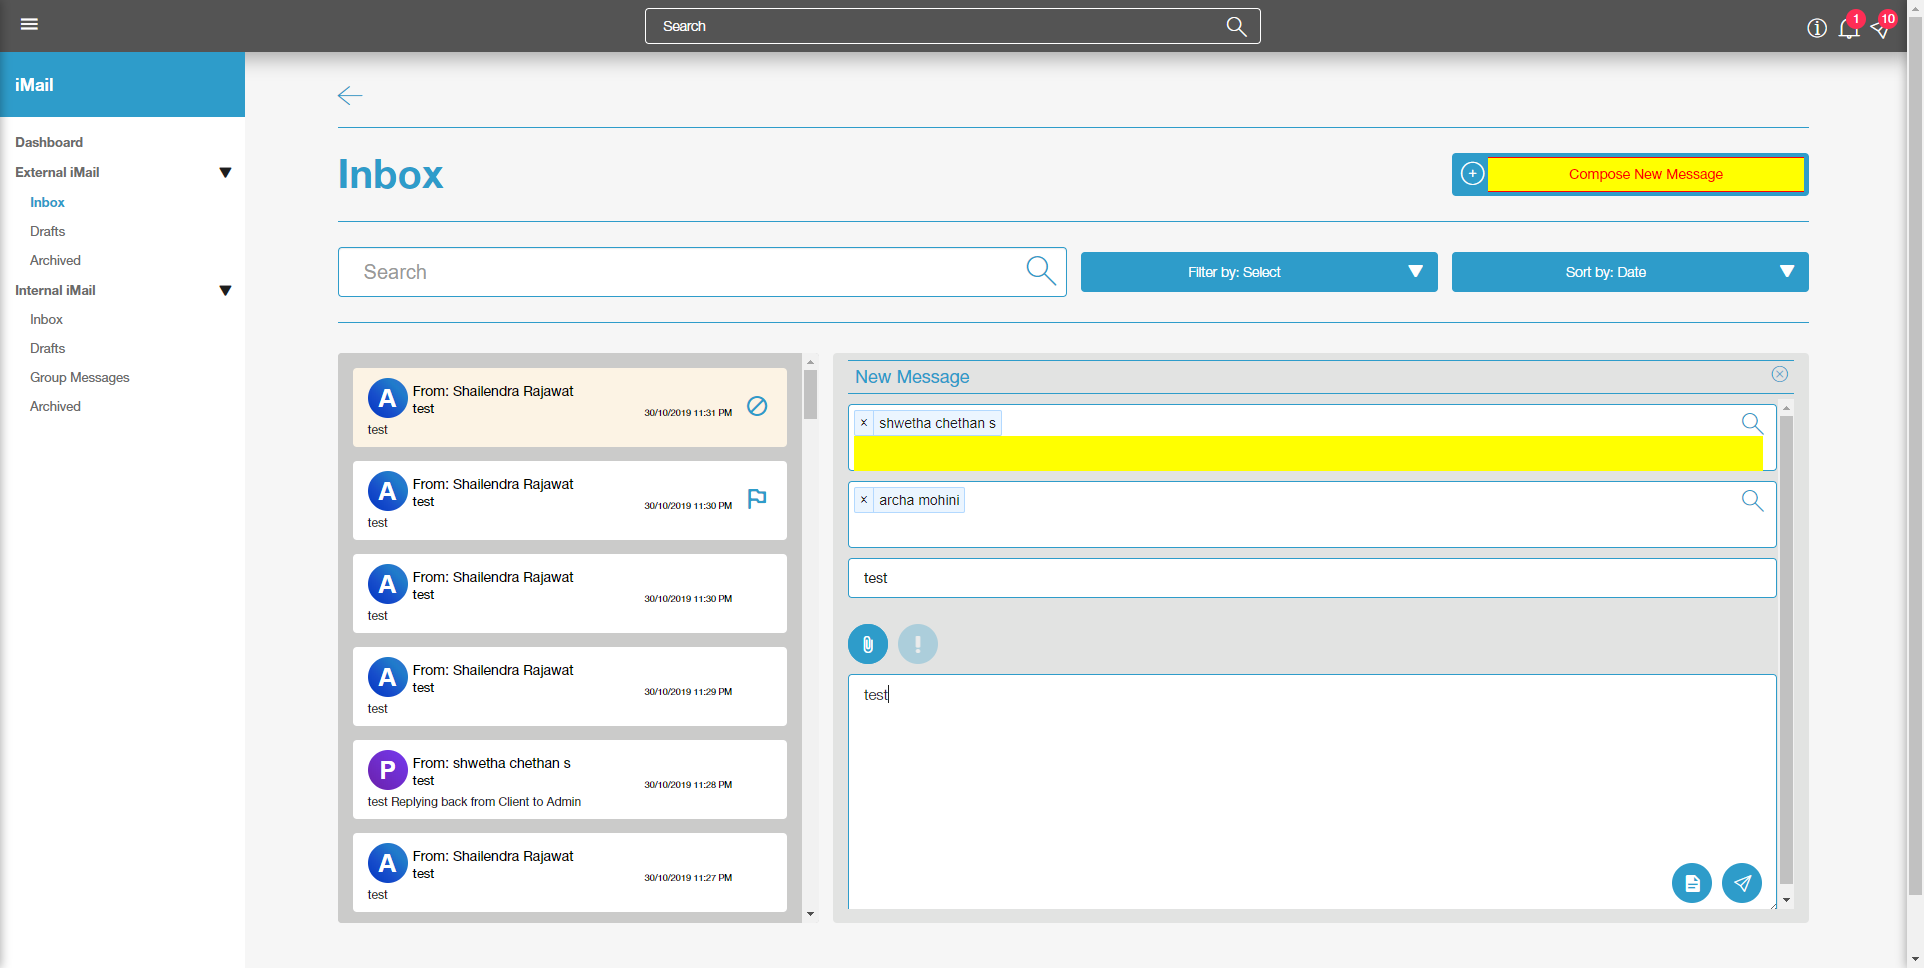 Search
1
10
iMail
Dashboard
External iMail
Inbox
Drafts
Archived
Internal iMail
Inbox
Drafts
Group Messages
Archived
Inbox
Compose New Message
Search
Filter by: Select
Sort by: Date
A
From: Shailendra Rajawat
test
30/10/2019 11:31 PM
test
A
From: Shailendra Rajawat
test
30/10/2019 11:30 PM
test
A
From: Shailendra Rajawat
test
30/10/2019 11:30 PM
test
A
From: Shailendra Rajawat
test
30/10/2019 11:29 PM
test
P
From: shwetha chethan s
test
30/10/2019 11:28 PM
test Replying back from Client to Admin
A
From: Shailendra Rajawat
test
30/10/2019 11:27 PM
test
New Message
× shwetha chethan s
× archa mohini
test
test